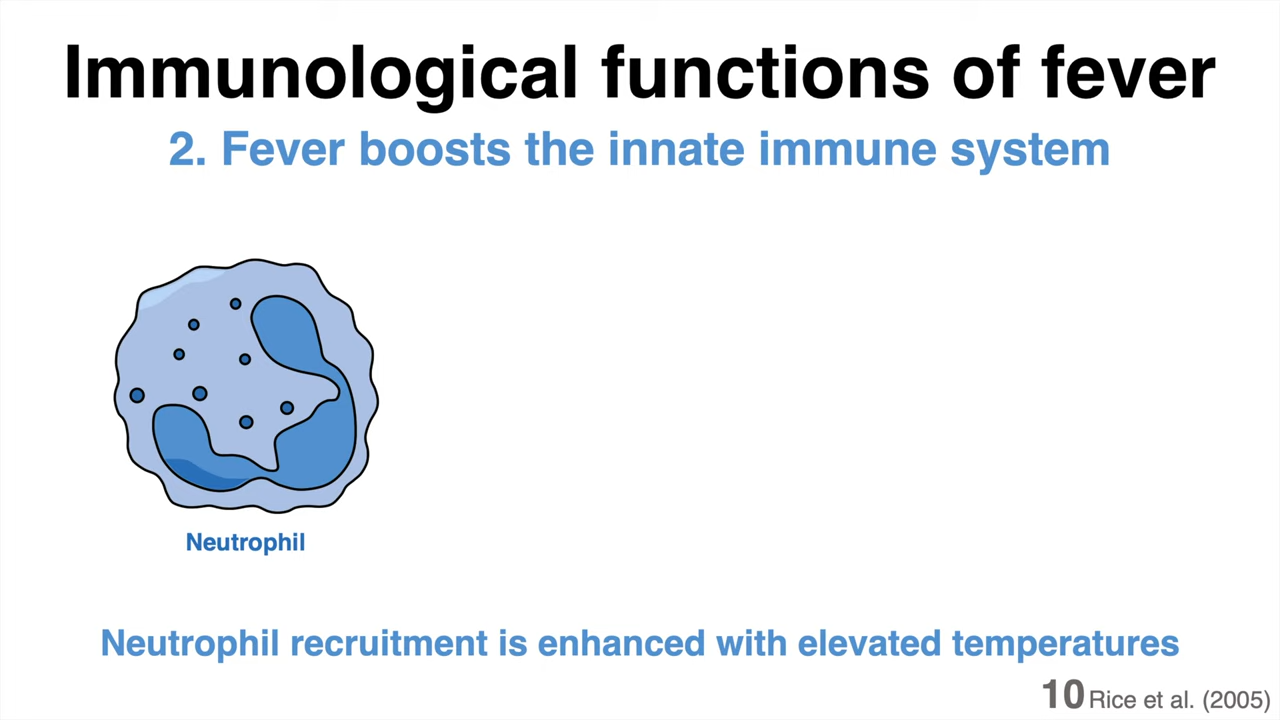 Immunological functions of fever
2. Fever boosts the innate immune system
Neutrophil
Neutrophil recruitment is enhanced with elevated temperatures
10 Rice et al. (2005)